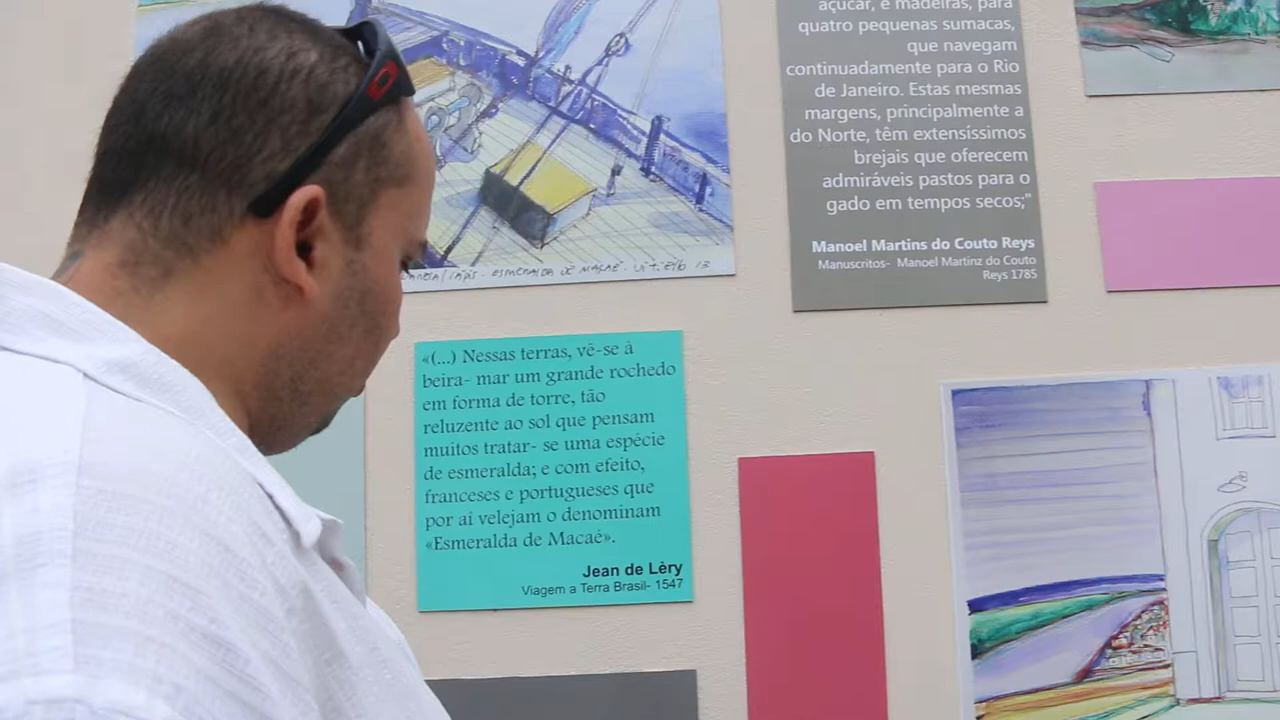 açúcar, e madeiras, para
quatro pequenas sumacas,
que navegam
continuadamente para o Rio
de Janeiro. Estas mesmas
margens, principalmente a
do Norte, têm extensíssimos
brejais que oferecem
admiráveis pastos para o
gado em tempos secos;"
Manoel Martins do Couto Reys
Manuscritos- Manoel Martinz do Couto
Reys 1785
ESMERALDA DE MACAÉ
«(...) Nessas terras, vê-se à
beira- mar um grande rochedo
em forma de torre, tão
reluzente ao sol que pensam
muitos tratar- se uma espécie
de esmeralda; e com efeito,
franceses e portugueses que
por aí velejam o denominam
«Esmeralda de Macaé».
Jean de Lèry
Viagem a Terra Brasil- 1547